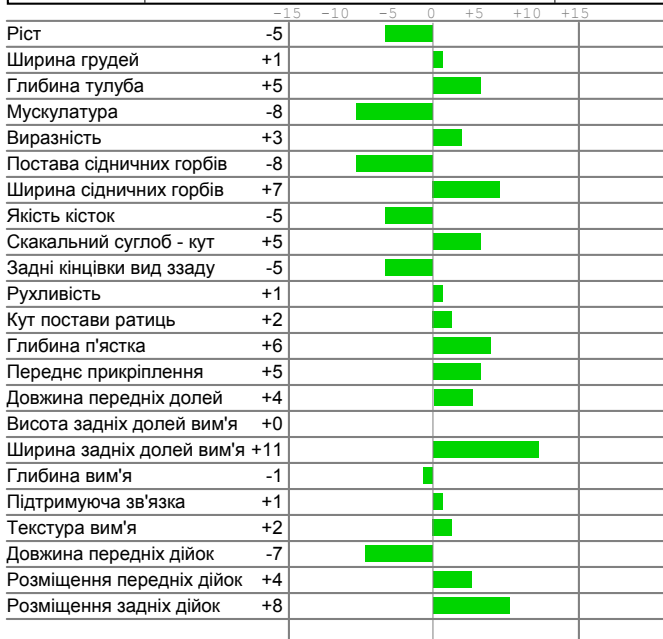 -15 -10 -5 0 +5 +10 +15
Ріст -5
Ширина грудей +1
Глибина тулуба +5
Мускулатура -8
Виразність +3
Постава сідничних горбів -8
Ширина сідничних горбів +7
Якість кісток -5
Скакальний суглоб - кут +5
Задні кінцівки вид ззаду -5
Рухливість +1
Кут постави ратиць +2
Глибина п'ястка +6
Переднє прикріплення +5
Довжина передніх долей +4
Висота задніх долей вим'я +0
Ширина задніх долей вим'я +11
Глибина вим'я -1
Підтримуюча зв'язка +1
Текстура вим'я +2
Довжина передніх дійок -7
Розміщення передніх дійок +4
Розміщення задніх дійок +8